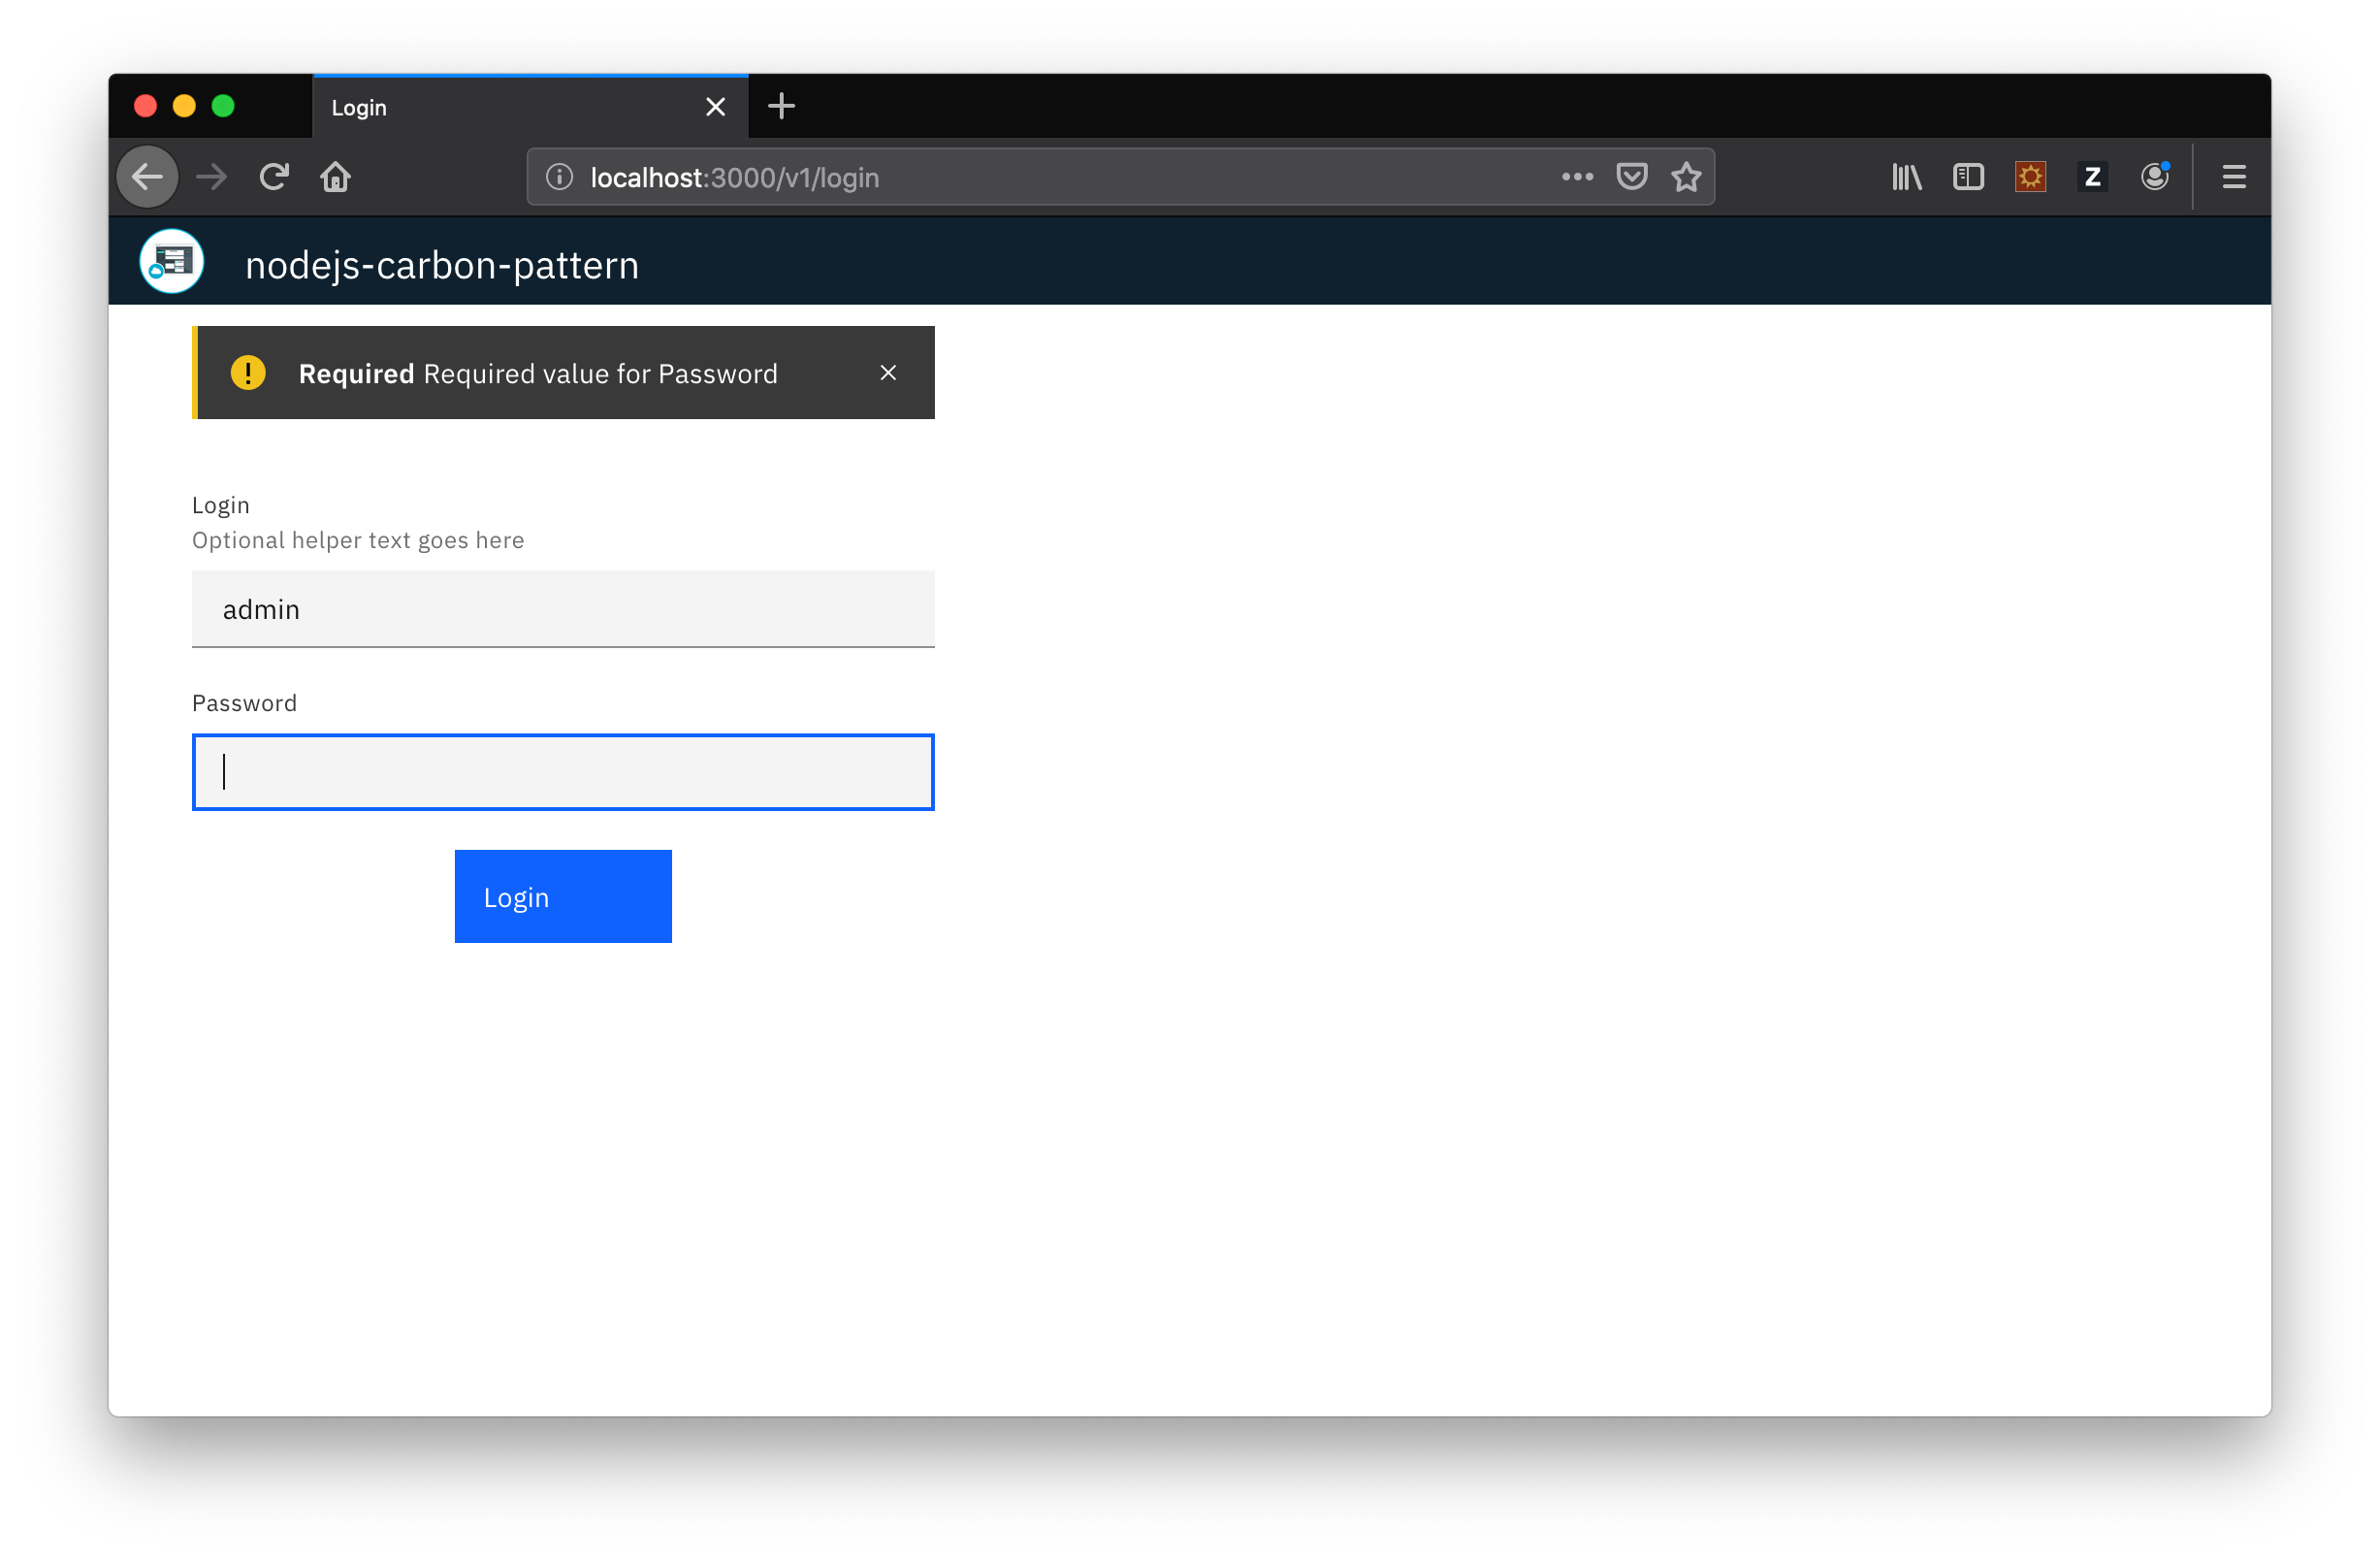 Login
localhost:3000/v1/login
Z
nodejs-carbon-pattern
Required Required value for Password
Login
Optional helper text goes here
admin
Password
Login